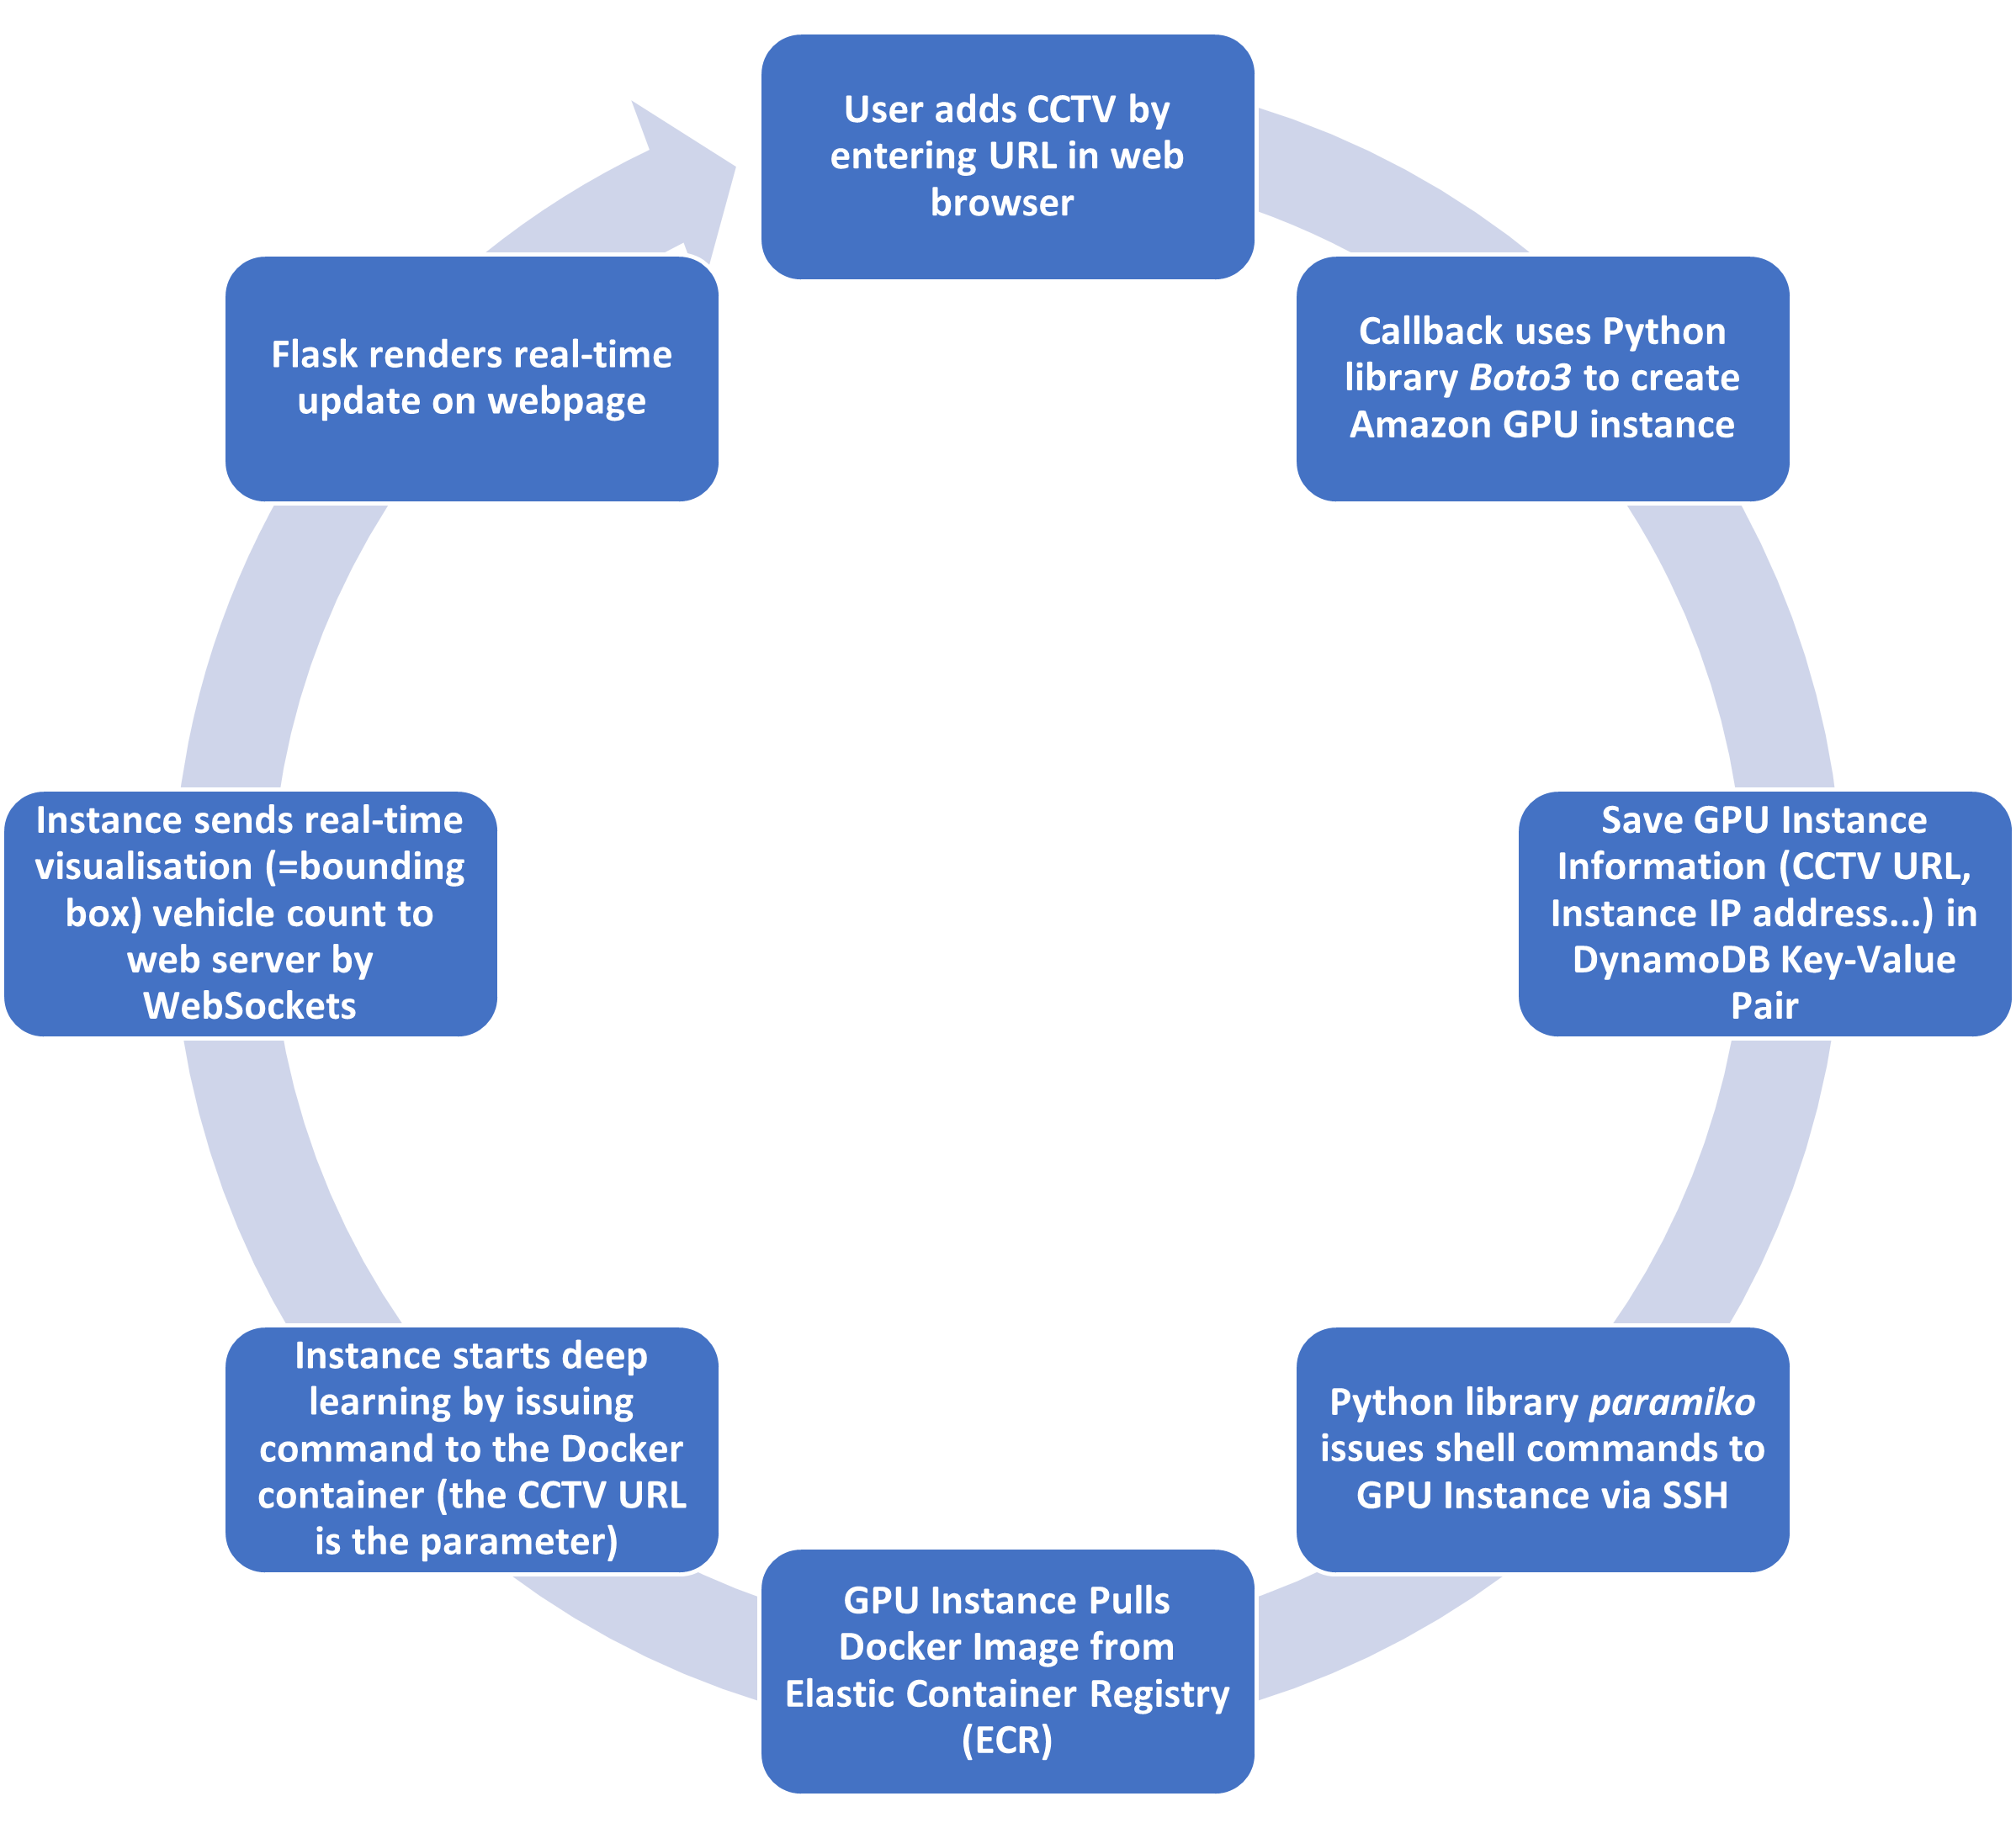 User adds CCTV by
entering URL in web
browser
Callback uses Python
library Boto3 to create
Amazon GPU instance
Save GPU Instance
Information (CCTV URL,
Instance IP address...) in
DynamoDB Key-Value
Pair
Python library paramiko
issues shell commands to
GPU Instance via SSH
GPU Instance Pulls
Docker Image from
Elastic Container Registry
(ECR)
Instance starts deep
learning by issuing
command to the Docker
container (the CCTV URL
is the parameter)
Instance sends real-time
visualisation (=bounding
box) vehicle count to
web server by
WebSockets
Flask renders real-time
update on webpage